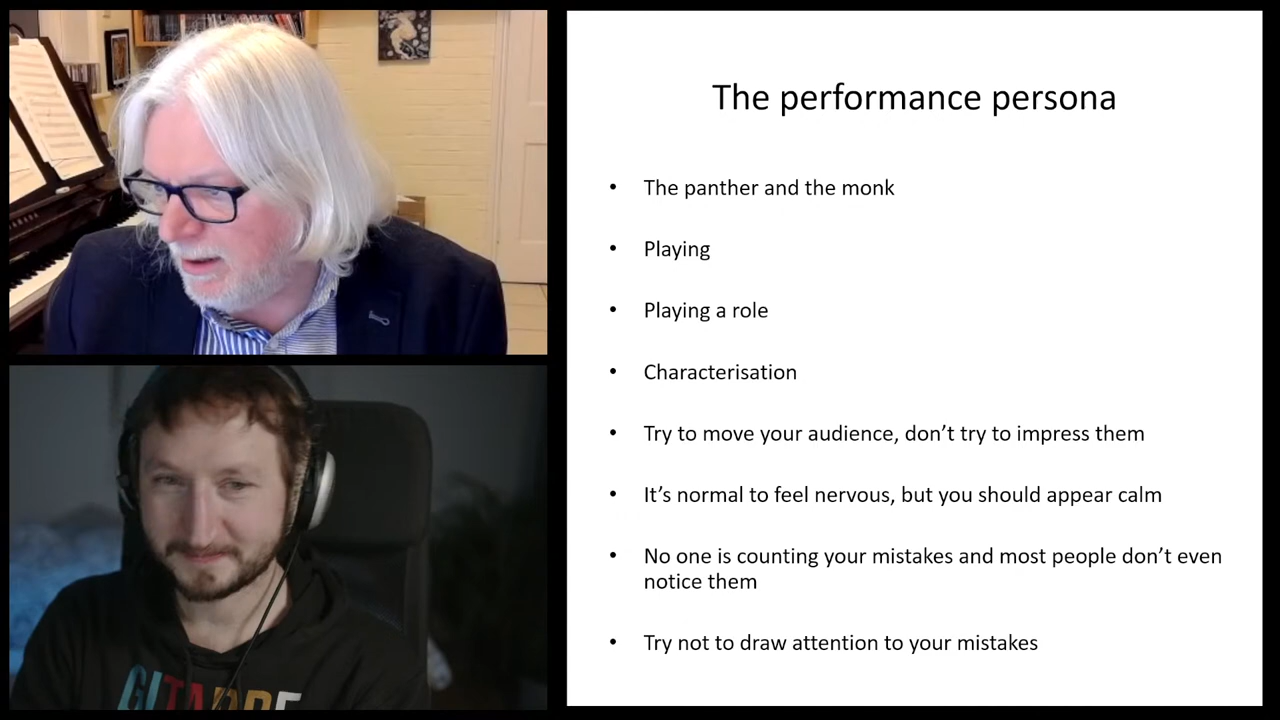 The performance persona
• The panther and the monk
• Playing
• Playing a role
• Characterisation
• Try to move your audience, don’t try to impress them
• It’s normal to feel nervous, but you should appear calm
• No one is counting your mistakes and most people don’t even
notice them
• Try not to draw attention to your mistakes
GITARRE